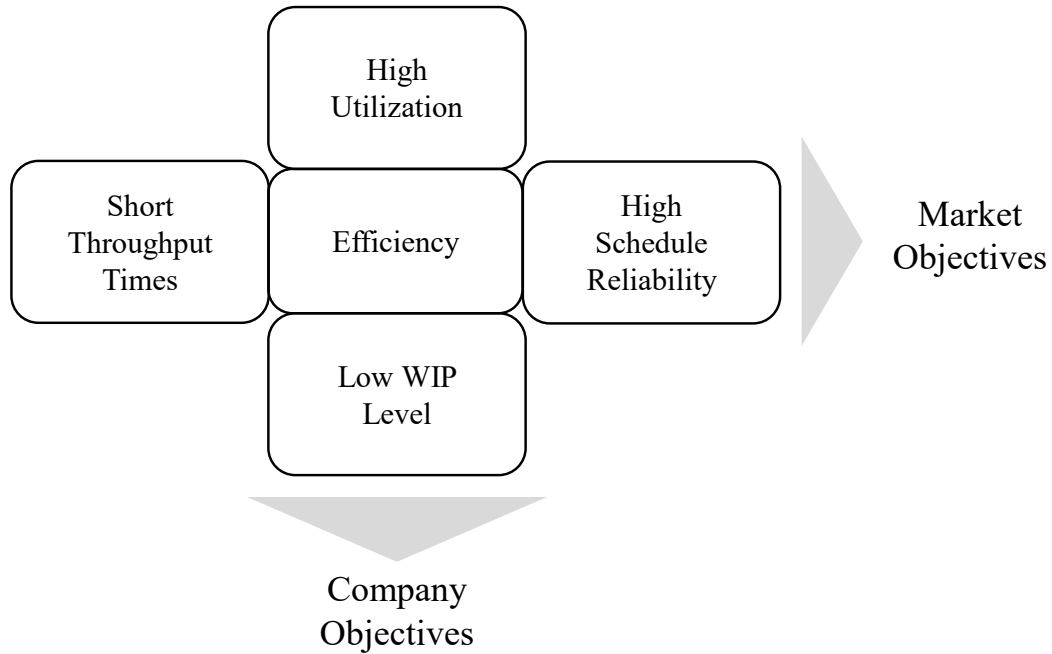 High
Utilization
Short
Throughput
Times
Efficiency
High
Schedule
Reliability
Market
Objectives
Low WIP
Level
Company
Objectives